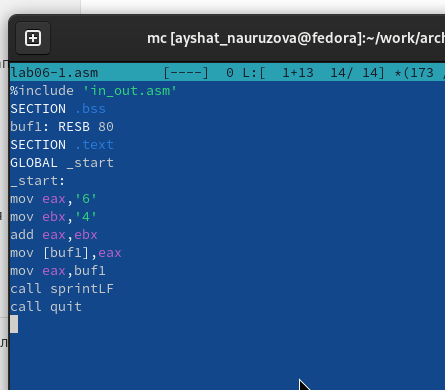 mc [ayshat_nauruzova@fedora]:~/work/arch
lab06-1.asm [----] 0 L:[ 1+13 14/ 14] *(173 /
%include 'in_out.asm'
SECTION .bss
buf1: RESB 80
SECTION .text
GLOBAL _start
_start:
mov eax,'6'
mov ebx,'4'
add eax,ebx
mov [buf1],eax
mov eax,buf1
call sprintLF
call quit